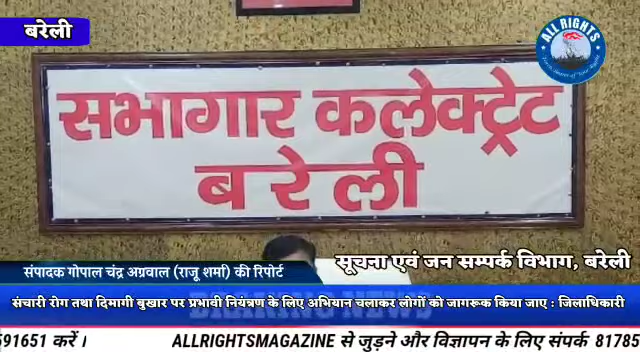 बरेली
ALL RIGHTS
सभागार कलेक्ट्रेट
बरेली
सूचना एवं जन सम्पर्क विभाग, बरेली
संपादक गोपाल चंद्र अग्रवाल (राजू शर्मा) की रिपोर्ट
संचारी रोग तथा दिमागी बुखार पर प्रभावी नियंत्रण के लिए अभियान चलाकर लोगों को जागरूक किया जाए : जिलाधिकारी
91651 करें। ALLRIGHTSMAGAZINE से जुड़ने और विज्ञापन के लिए संपर्क 81785